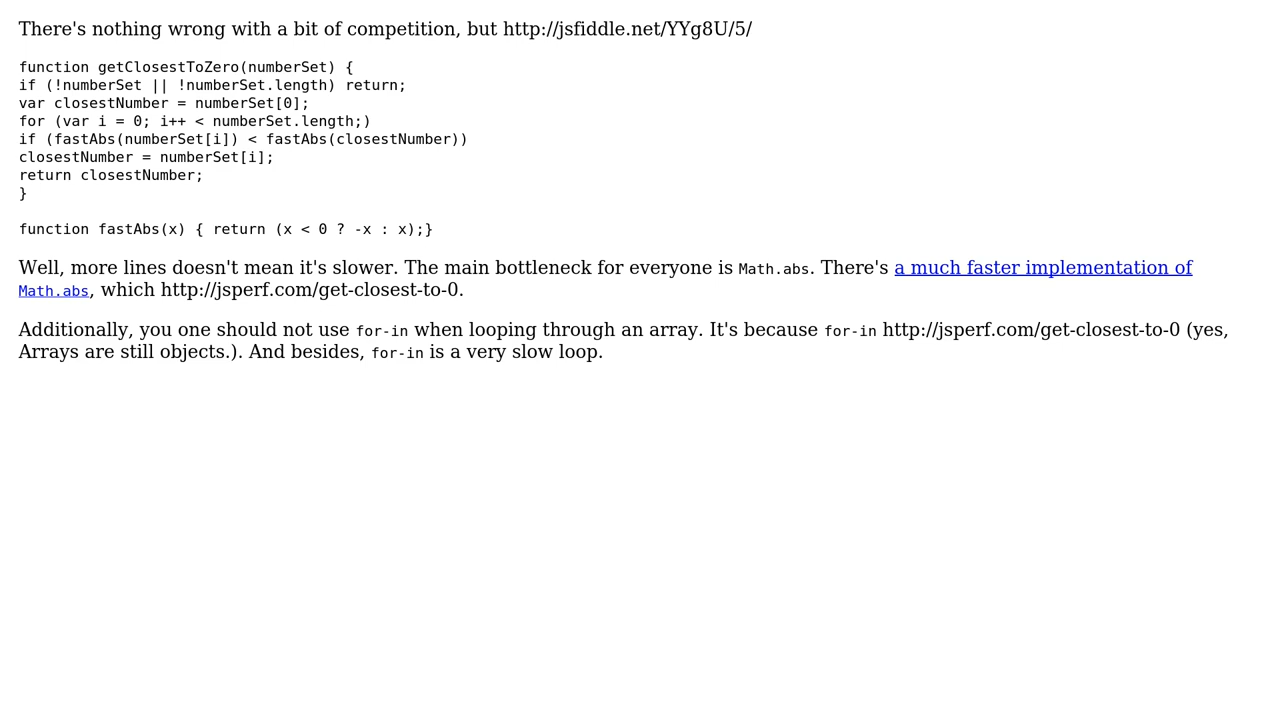 There's nothing wrong with a bit of competition, but http://jsfiddle.net/YYg8U/5/
function getClosestToZero(numberSet) {
if (!numberSet || !numberSet.length) return;
var closestNumber = numberSet[0];
for (var i = 0; i++ < numberSet.length;)
if (fastAbs(numberSet[i]) < fastAbs(closestNumber))
closestNumber = numberSet[i];
return closestNumber;
}
function fastAbs(x) { return (x < 0 ? -x : x);}
Well, more lines doesn't mean it's slower. The main bottleneck for everyone is Math.abs. There's a much faster implementation of
Math.abs, which http://jsperf.com/get-closest-to-0.
Additionally, you one should not use for-in when looping through an array. It's because for-in http://jsperf.com/get-closest-to-0 (yes,
Arrays are still objects.). And besides, for-in is a very slow loop.